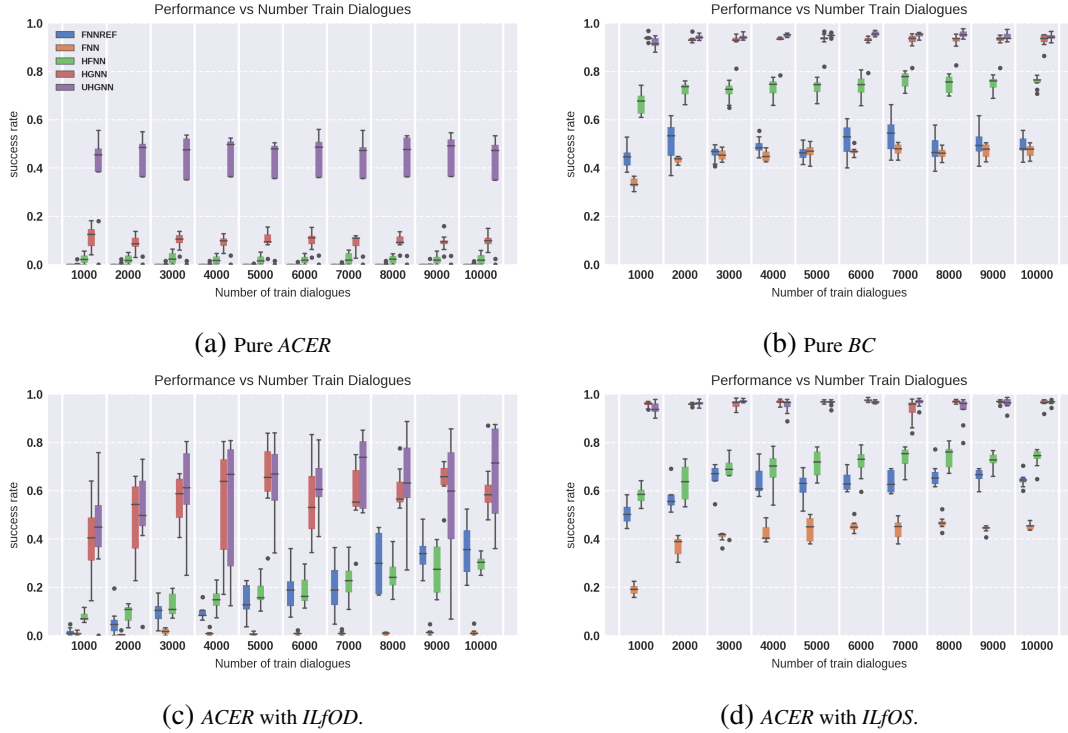 Performance vs Number Train Dialogues
1.0
0.8
0.6
0.4
0.2
0.0
success rate
FNNREF
FNN
HFNN
HGNN
UHGNN
1000 2000 3000 4000 5000 6000 7000 8000 9000 10000
Number of train dialogues
(a) Pure ACER
Performance vs Number Train Dialogues
1.0
0.8
0.6
0.4
0.2
0.0
success rate
1000 2000 3000 4000 5000 6000 7000 8000 9000 10000
Number of train dialogues
(b) Pure BC
Performance vs Number Train Dialogues
1.0
0.8
0.6
0.4
0.2
0.0
success rate
1000 2000 3000 4000 5000 6000 7000 8000 9000 10000
Number of train dialogues
(c) ACER with ILfOD.
Performance vs Number Train Dialogues
1.0
0.8
0.6
0.4
0.2
0.0
success rate
1000 2000 3000 4000 5000 6000 7000 8000 9000 10000
Number of train dialogues
(d) ACER with ILfOS.